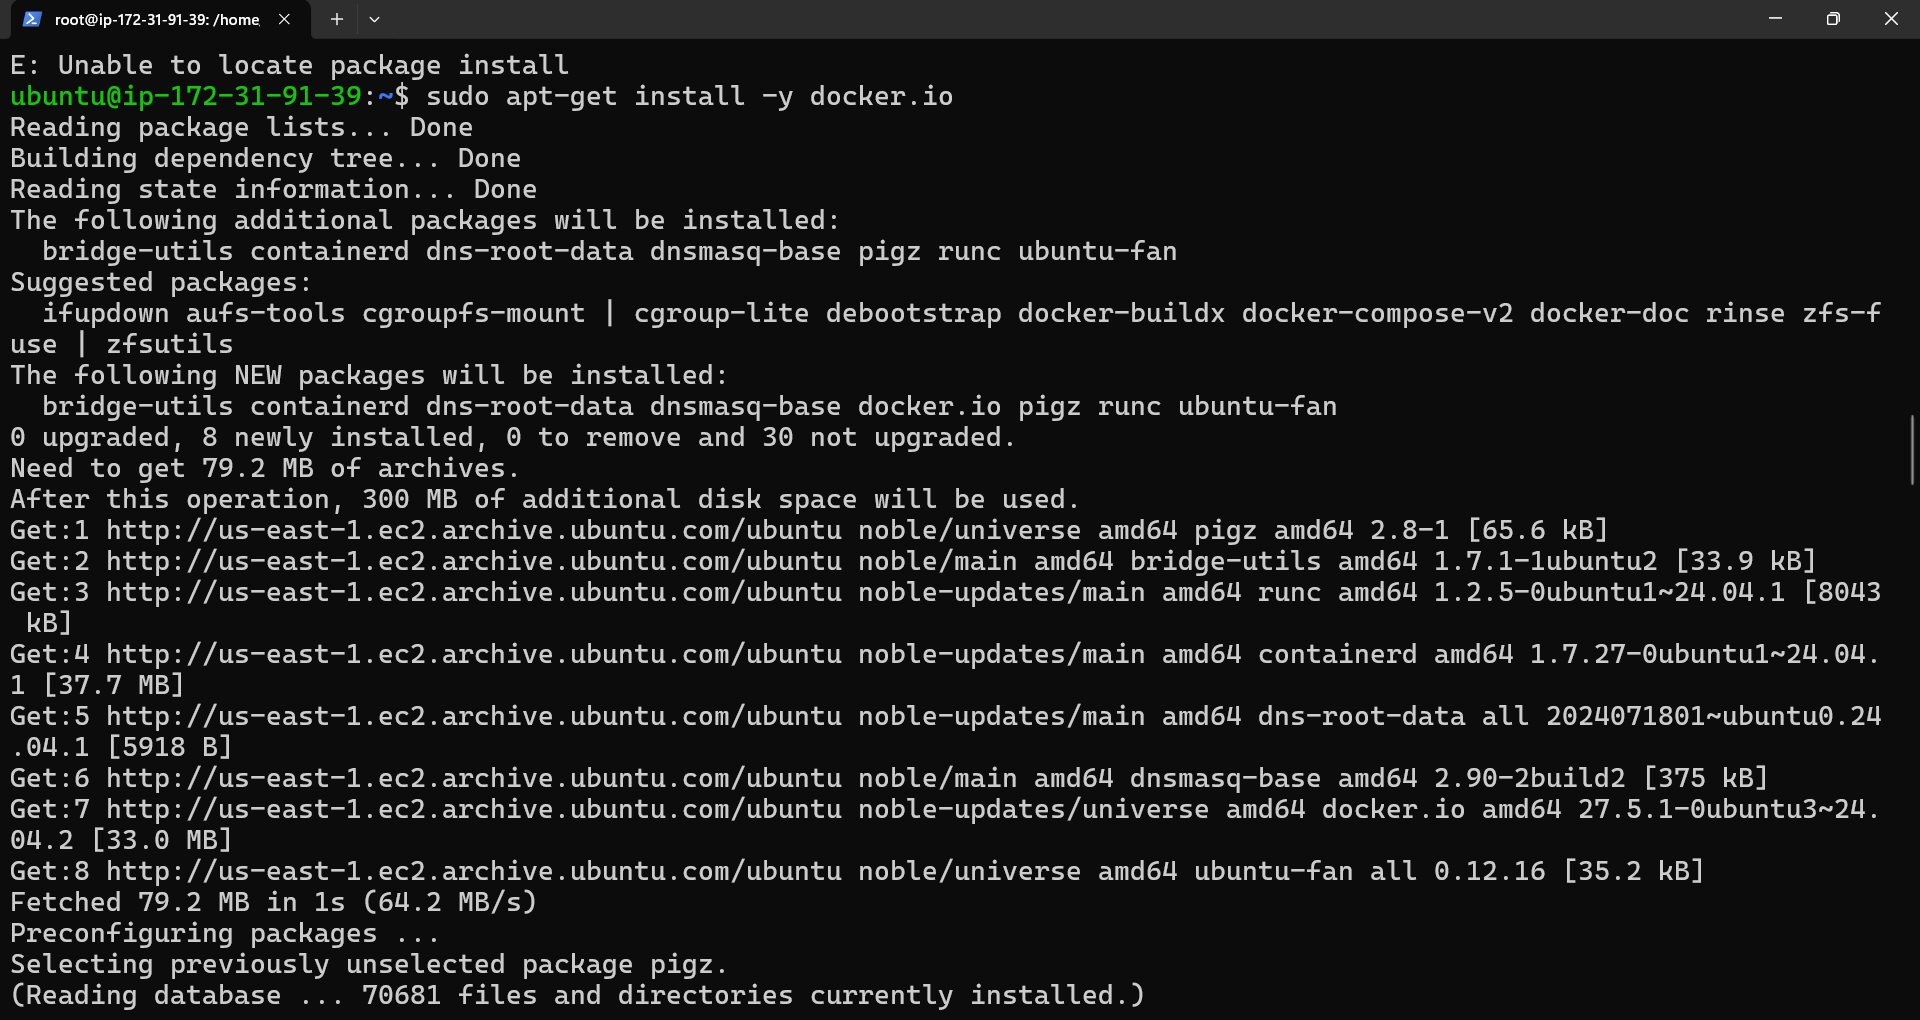 root@ip-172-31-91-39: /home
E: Unable to locate package install
ubuntu@ip-172-31-91-39:~$ sudo apt-get install -y docker.io
Reading package lists... Done
Building dependency tree... Done
Reading state information... Done
The following additional packages will be installed:
  bridge-utils containerd dns-root-data dnsmasq-base pigz runc ubuntu-fan
Suggested packages:
  ifupdown aufs-tools cgroupfs-mount | cgroup-lite debootstrap docker-buildx docker-compose-v2 docker-doc rinse zfs-f
use | zfsutils
The following NEW packages will be installed:
  bridge-utils containerd dns-root-data dnsmasq-base docker.io pigz runc ubuntu-fan
0 upgraded, 8 newly installed, 0 to remove and 30 not upgraded.
Need to get 79.2 MB of archives.
After this operation, 300 MB of additional disk space will be used.
Get:1 http://us-east-1.ec2.archive.ubuntu.com/ubuntu noble/universe amd64 pigz amd64 2.8-1 [65.6 kB]
Get:2 http://us-east-1.ec2.archive.ubuntu.com/ubuntu noble/main amd64 bridge-utils amd64 1.7.1-1ubuntu2 [33.9 kB]
Get:3 http://us-east-1.ec2.archive.ubuntu.com/ubuntu noble-updates/main amd64 runc amd64 1.2.5-0ubuntu1~24.04.1 [8043
 kB]
Get:4 http://us-east-1.ec2.archive.ubuntu.com/ubuntu noble-updates/main amd64 containerd amd64 1.7.27-0ubuntu1~24.04.
1 [37.7 MB]
Get:5 http://us-east-1.ec2.archive.ubuntu.com/ubuntu noble-updates/main amd64 dns-root-data all 2024071801~ubuntu0.24
.04.1 [5918 B]
Get:6 http://us-east-1.ec2.archive.ubuntu.com/ubuntu noble/main amd64 dnsmasq-base amd64 2.90-2build2 [375 kB]
Get:7 http://us-east-1.ec2.archive.ubuntu.com/ubuntu noble-updates/universe amd64 docker.io amd64 27.5.1-0ubuntu3~24.
04.2 [33.0 MB]
Get:8 http://us-east-1.ec2.archive.ubuntu.com/ubuntu noble/universe amd64 ubuntu-fan all 0.12.16 [35.2 kB]
Fetched 79.2 MB in 1s (64.2 MB/s)
Preconfiguring packages ...
Selecting previously unselected package pigz.
(Reading database ... 70681 files and directories currently installed.)